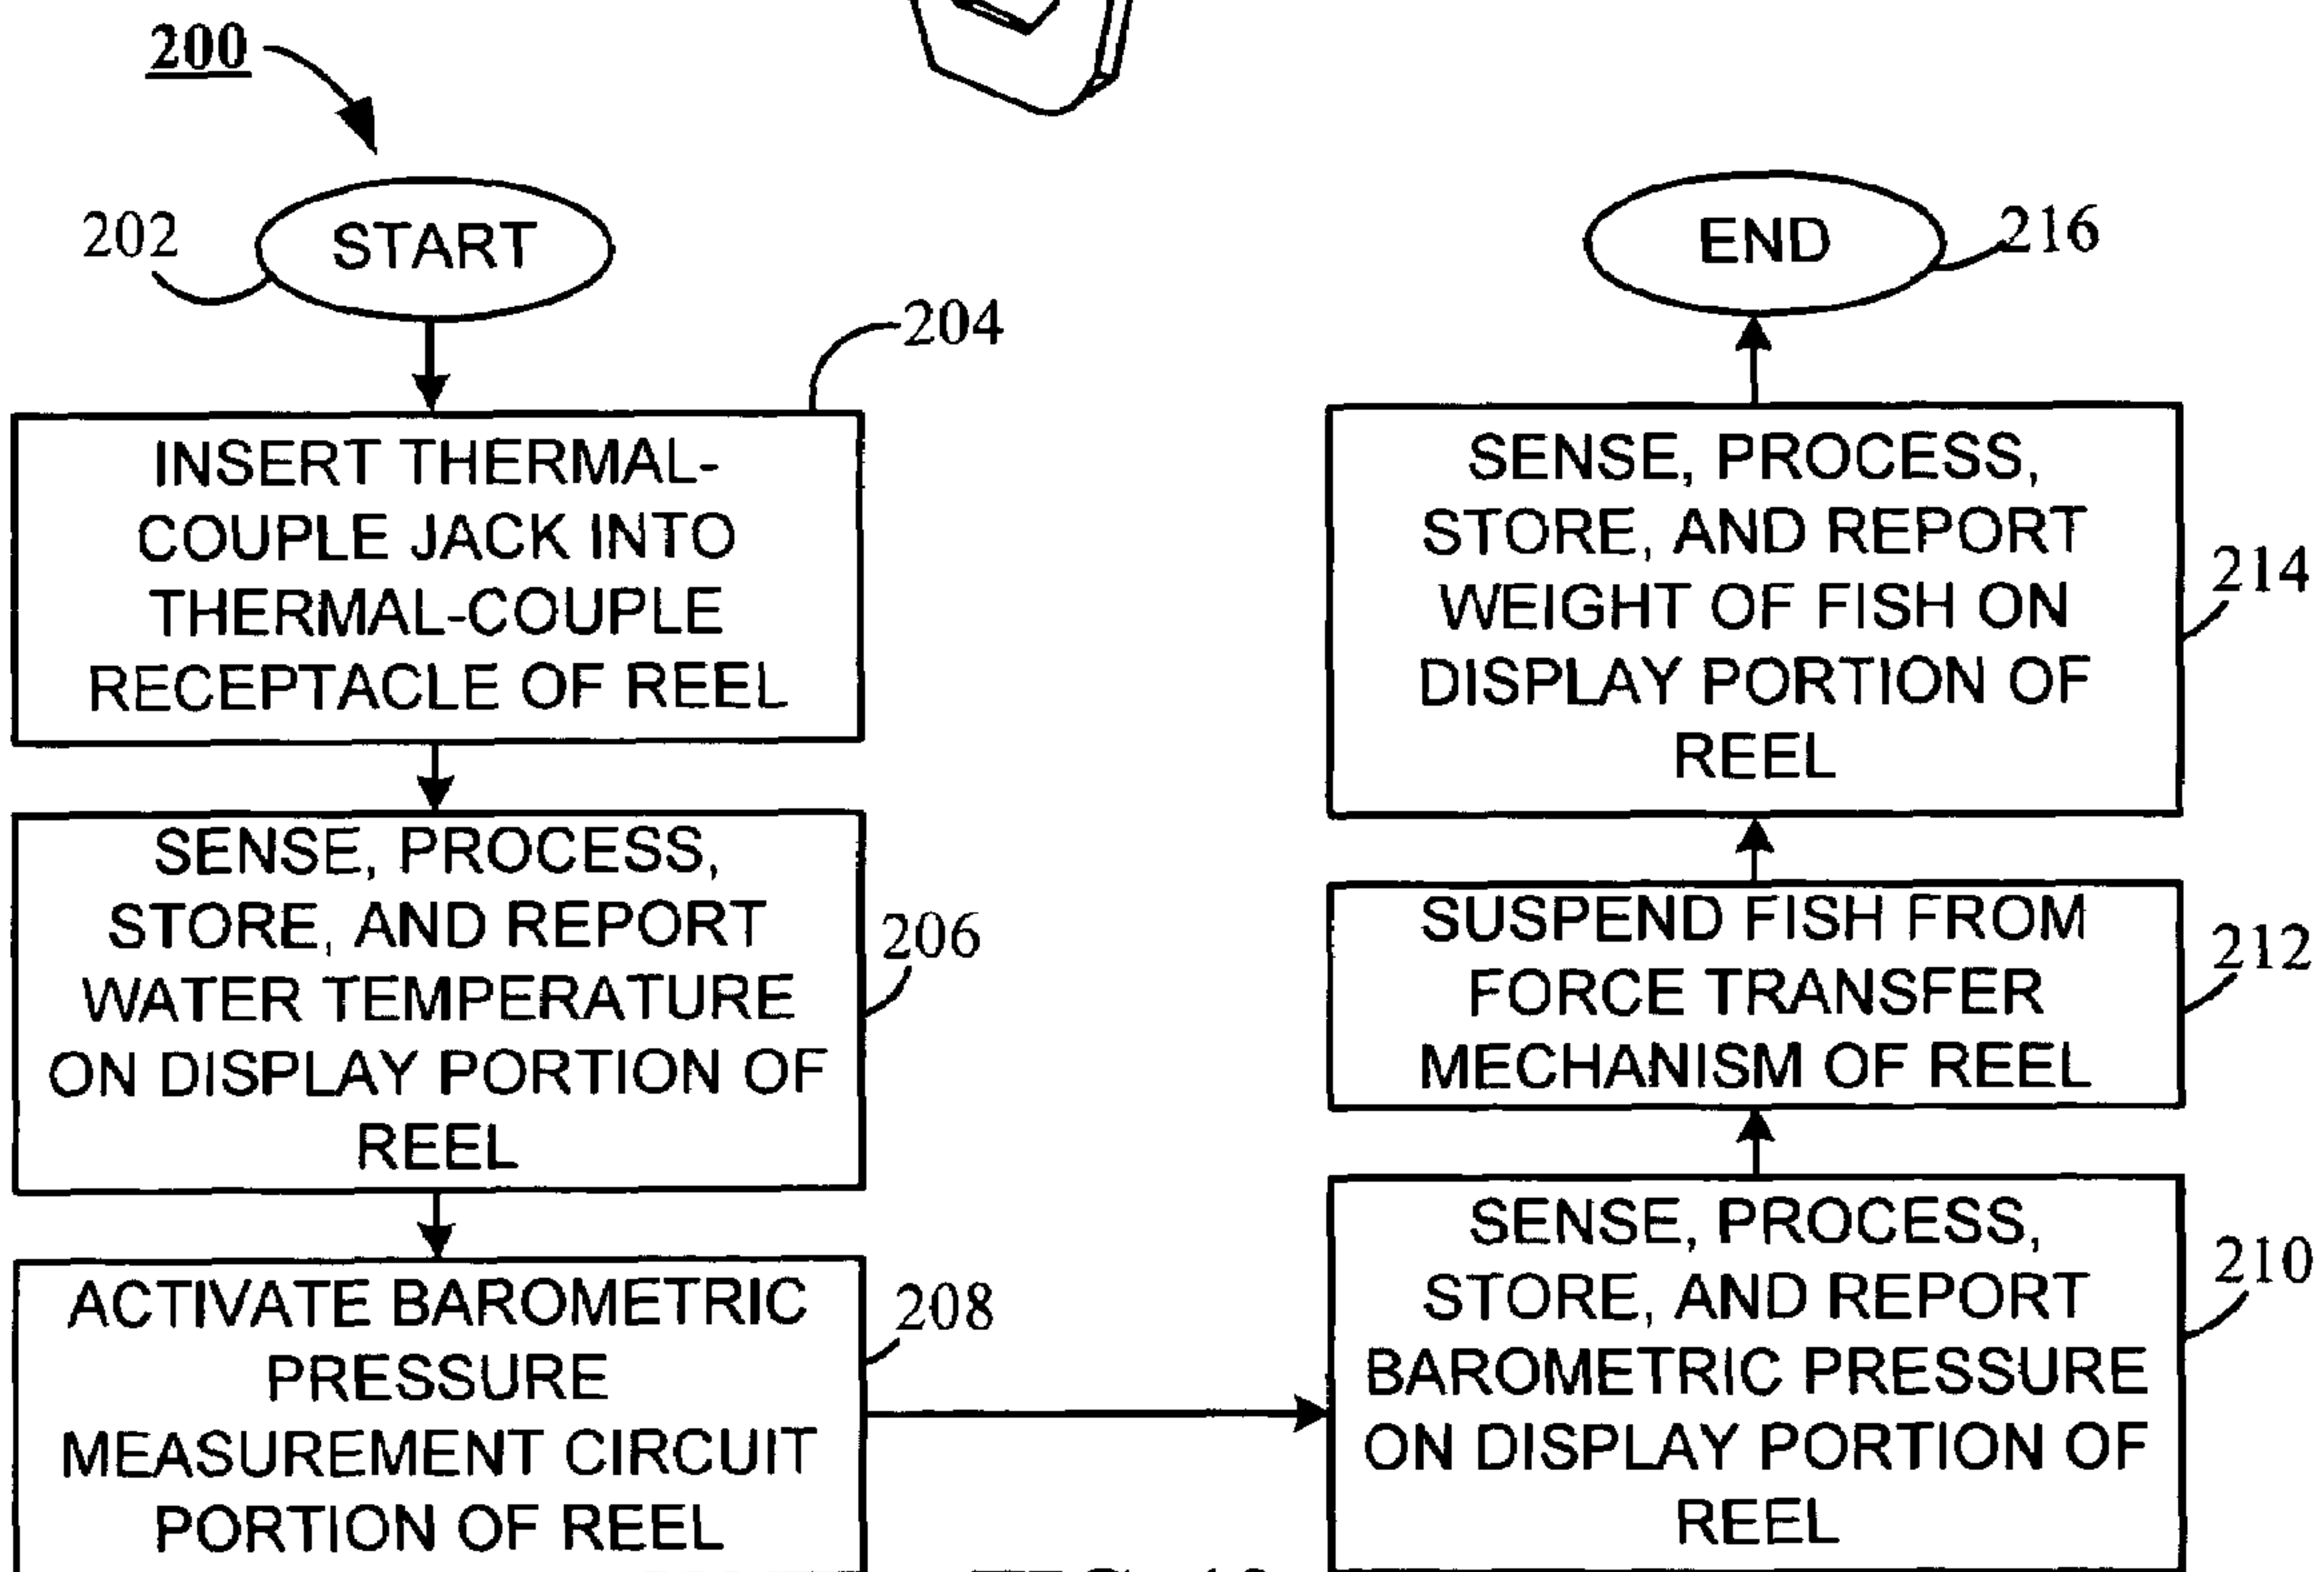 200
202
START
204
INSERT THERMAL-
COUPLE JACK INTO
THERMAL-COUPLE
RECEPTACLE OF REEL
SENSE, PROCESS,
STORE, AND REPORT
WATER TEMPERATURE
ON DISPLAY PORTION OF
REEL
206
ACTIVATE BAROMETRIC
PRESSURE
MEASUREMENT CIRCUIT
PORTION OF REEL
208
SENSE, PROCESS,
STORE, AND REPORT
BAROMETRIC PRESSURE
ON DISPLAY PORTION OF
REEL
210
SUSPEND FISH FROM
FORCE TRANSFER
MECHANISM OF REEL
212
SENSE, PROCESS,
STORE, AND REPORT
WEIGHT OF FISH ON
DISPLAY PORTION OF
REEL
214
END
216